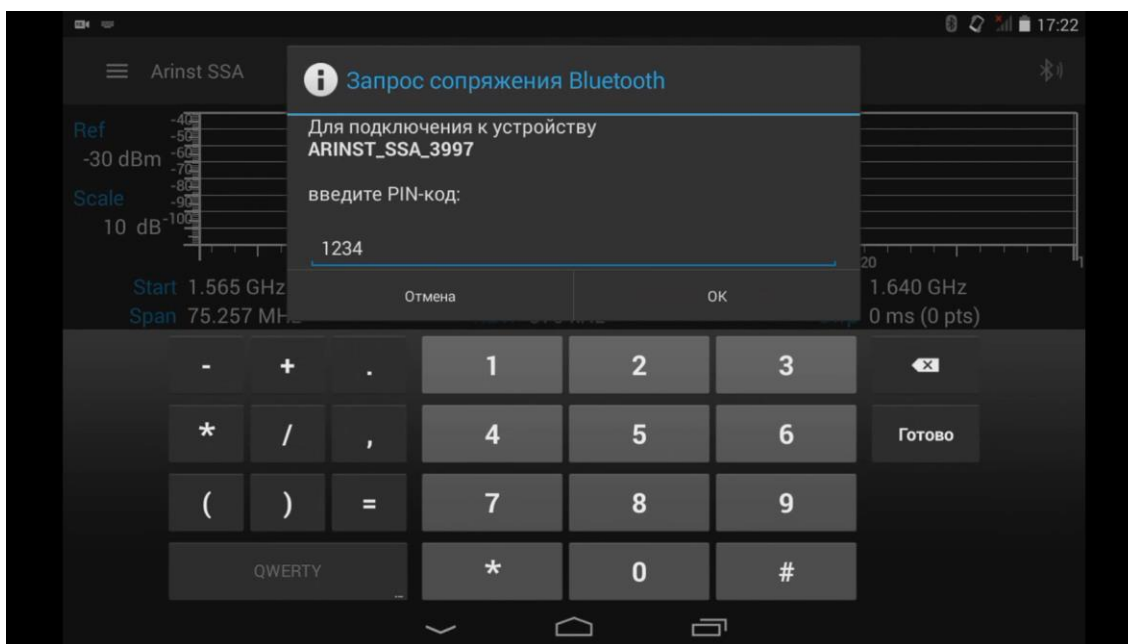 17:22
Arinst SSA
Запрос сопряжения Bluetooth
Для подключения к устройству
ARINST_SSA_3997
введите PIN-код:
1234
Отмена
OK
Ref
-30 dBm
Scale
10 dB
-40
-50
-60
-70
-80
-90
-100
20
Start 1.565 GHz
1.640 GHz
Span 75.257 MHz
0 ms (0 pts)
- + . 1 2 3
* / , 4 5 6 Готово
( ) = 7 8 9
QWERTY * 0 #